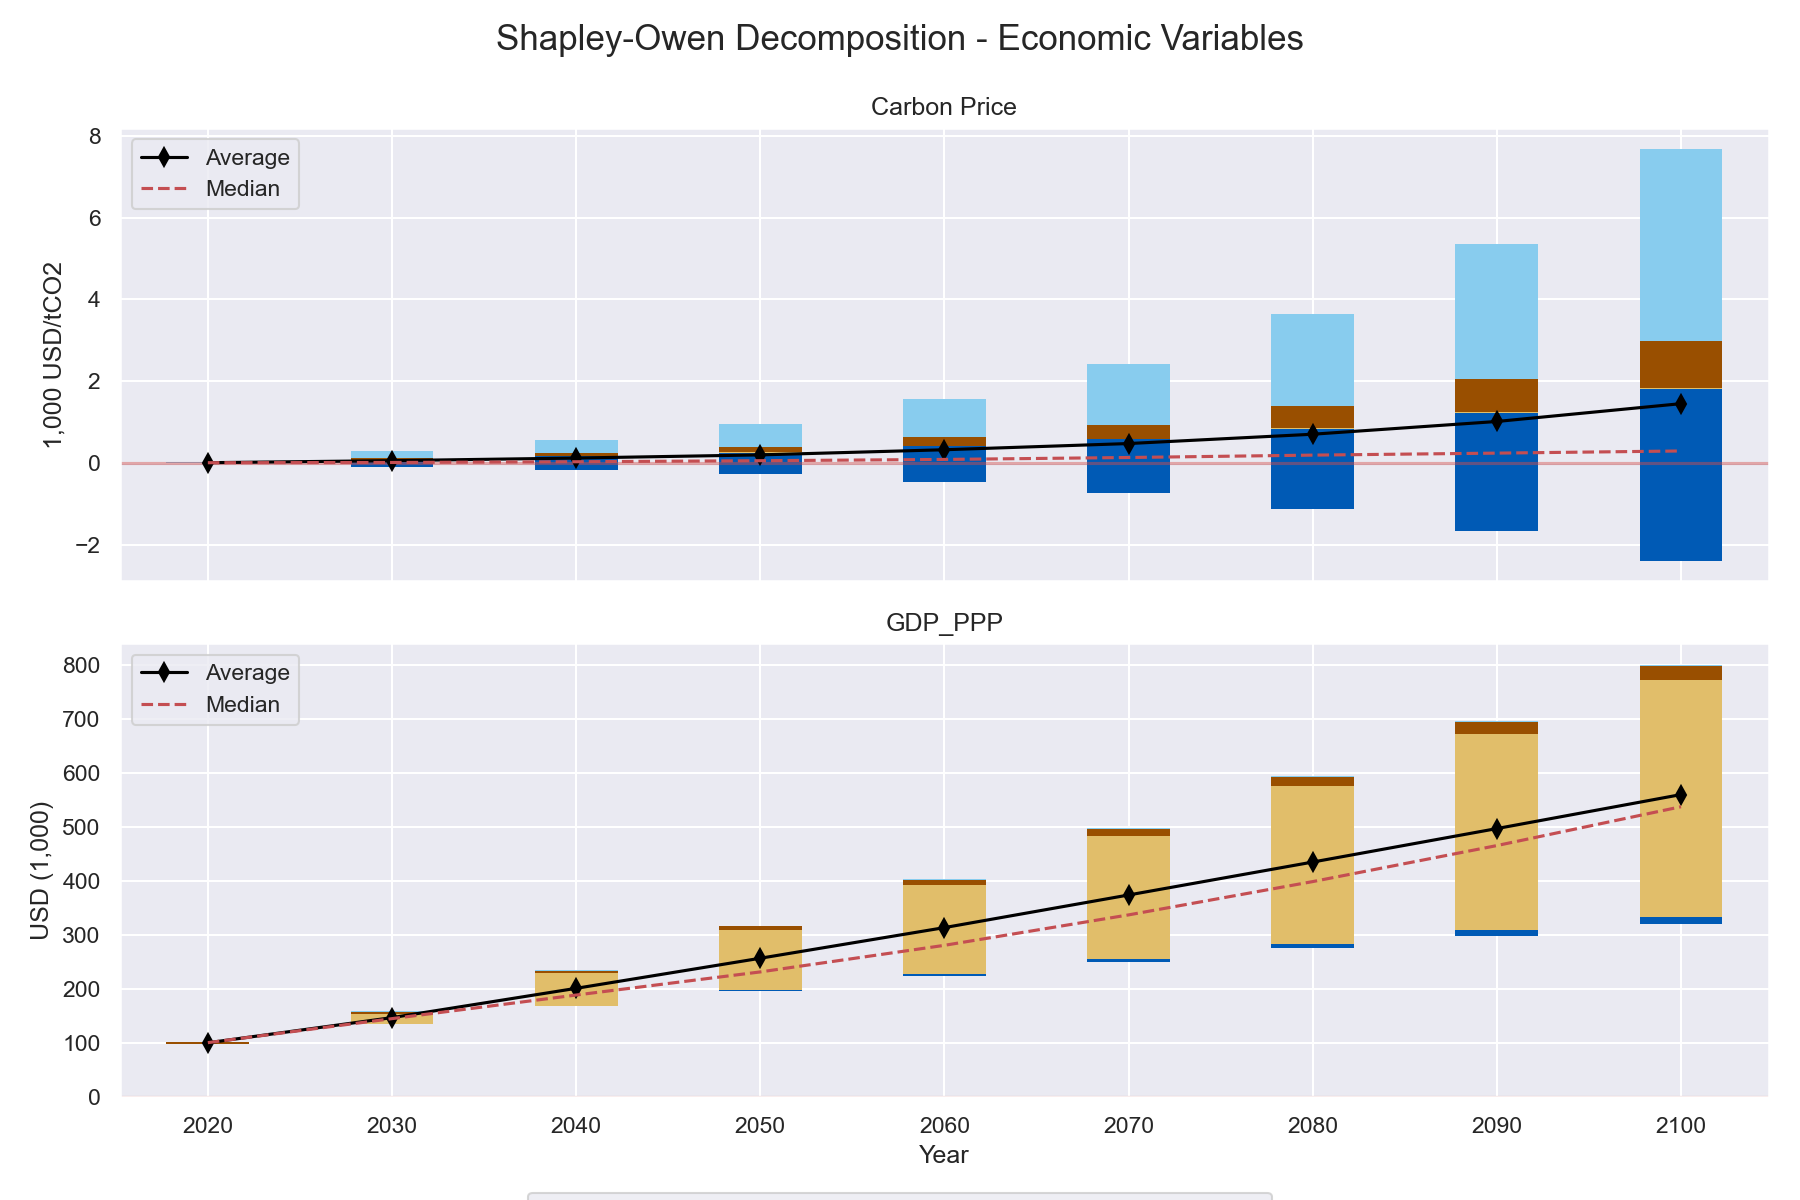 Shapley-Owen Decomposition - Economic Variables
Carbon Price
Average
Median
1,000 USD/tCO2
8
6
4
2
0
−2
GDP_PPP
Average
Median
USD (1,000)
800
700
600
500
400
300
200
100
0
2020 2030 2040 2050 2060 2070 2080 2090 2100
Year